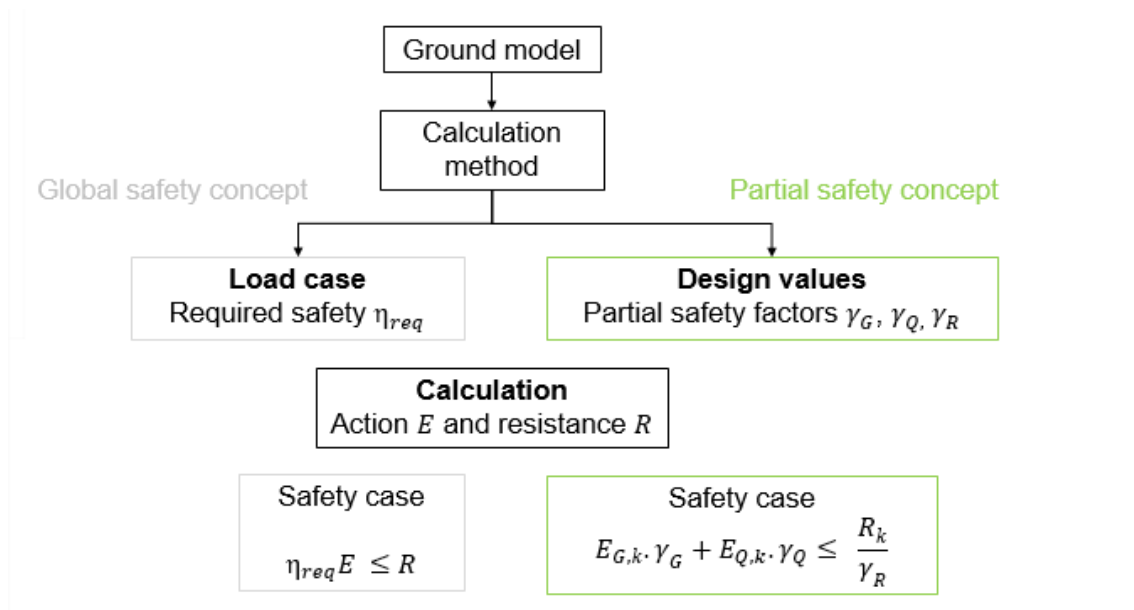 Ground model
Calculation
method
Global safety concept
Partial safety concept
Load case
Required safety η_req
Design values
Partial safety factors γ_G, γ_Q, γ_R
Calculation
Action E and resistance R
Safety case
η_req E ≤ R
Safety case
E_G,k. γ_G + E_Q,k. γ_Q ≤ R_k / γ_R